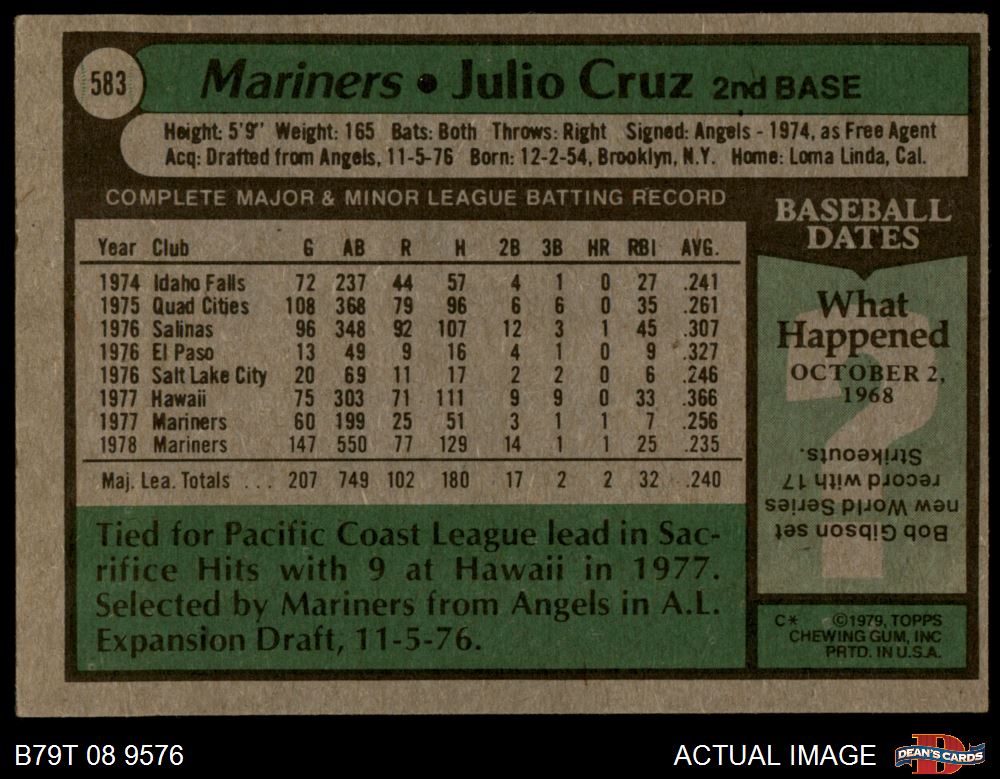 583
Mariners • Julio Cruz 2nd BASE
Height: 5'9" Weight: 165 Bats: Both Throws: Right Signed: Angels - 1974, as Free Agent
Acq: Drafted from Angels, 11-5-76 Born: 12-2-54, Brooklyn, N.Y. Home: Loma Linda, Cal.
COMPLETE MAJOR & MINOR LEAGUE BATTING RECORD
Year Club G AB R H 2B 3B HR RBI AVG.
1974 Idaho Falls 72 237 44 57 4 1 0 27 .241
1975 Quad Cities 108 368 79 96 6 6 0 35 .261
1976 Salinas 96 348 92 107 12 3 1 45 .307
1976 El Paso 13 49 9 16 4 1 0 9 .327
1976 Salt Lake City 20 69 11 17 2 2 0 6 .246
1977 Hawaii 75 303 71 111 9 9 0 33 .366
1977 Mariners 60 199 25 51 3 1 1 7 .256
1978 Mariners 147 550 77 129 14 1 1 25 .235
Maj. Lea. Totals ... 207 749 102 180 17 2 2 32 .240
Tied for Pacific Coast League lead in Sac-
rifice Hits with 9 at Hawaii in 1977.
Selected by Mariners from Angels in A.L.
Expansion Draft, 11-5-76.
BASEBALL
DATES
What
Happened
OCTOBER 2,
1968
?
Bob Gibson set
new World Series
record with 17
Strikeouts.
C* ©1979, TOPPS
CHEWING GUM, INC
PRTD. IN U.S.A.
B79T 08 9576
ACTUAL IMAGE
D
DEAN'S CARDS